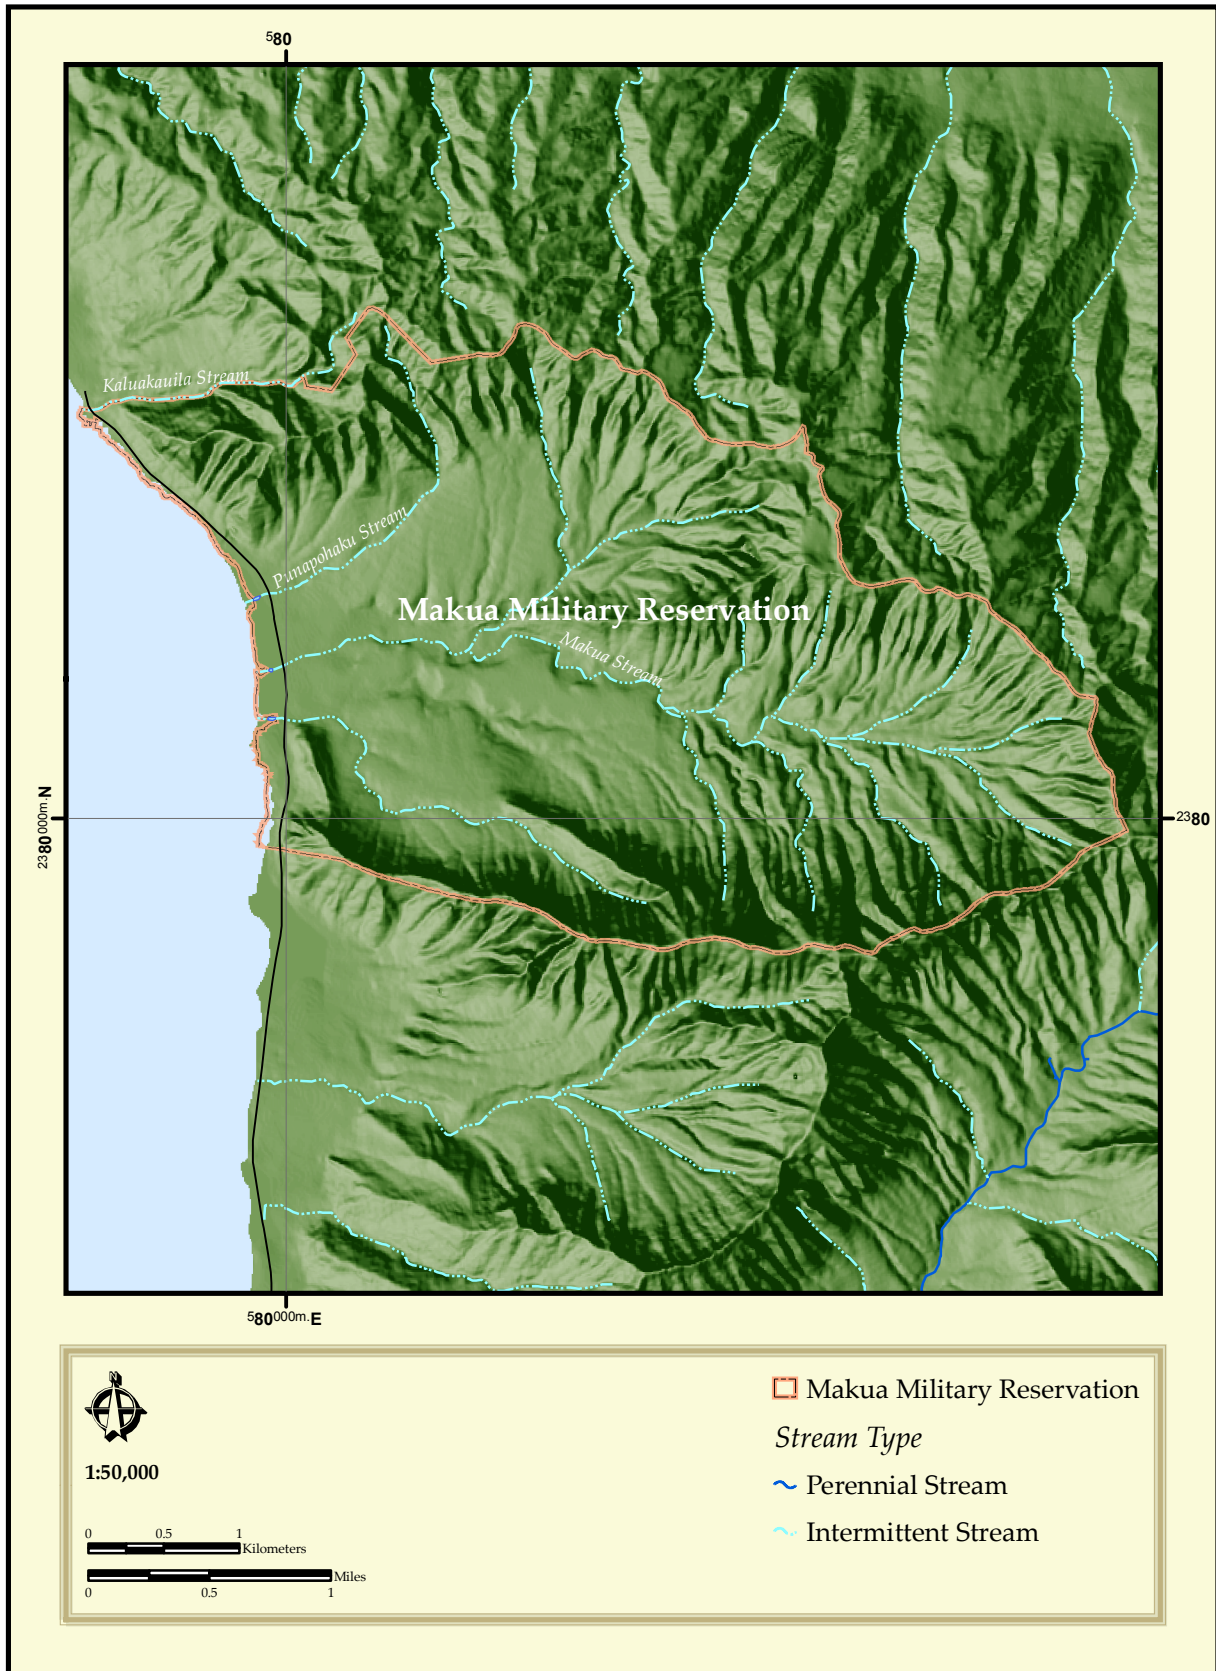 580
Kaluakauila Stream
Punapohaku Stream
Makua Military Reservation
Makua Stream
2380000m.N
2380
580000m.E
N
1:50,000
0 0.5 1
Kilometers
Miles
0 0.5 1
Makua Military Reservation
Stream Type
Perennial Stream
Intermittent Stream